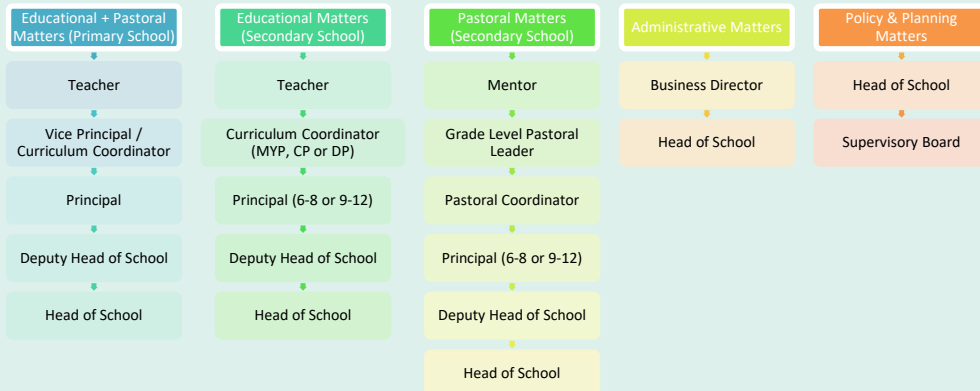 Educational + Pastoral
Matters (Primary School)
Teacher
Vice Principal /
Curriculum Coordinator
Principal
Deputy Head of School
Head of School
Educational Matters
(Secondary School)
Teacher
Curriculum Coordinator
(MYP, CP or DP)
Principal (6-8 or 9-12)
Deputy Head of School
Head of School
Pastoral Matters
(Secondary School)
Mentor
Grade Level Pastoral
Leader
Pastoral Coordinator
Principal (6-8 or 9-12)
Deputy Head of School
Head of School
Administrative Matters
Business Director
Head of School
Policy & Planning
Matters
Head of School
Supervisory Board